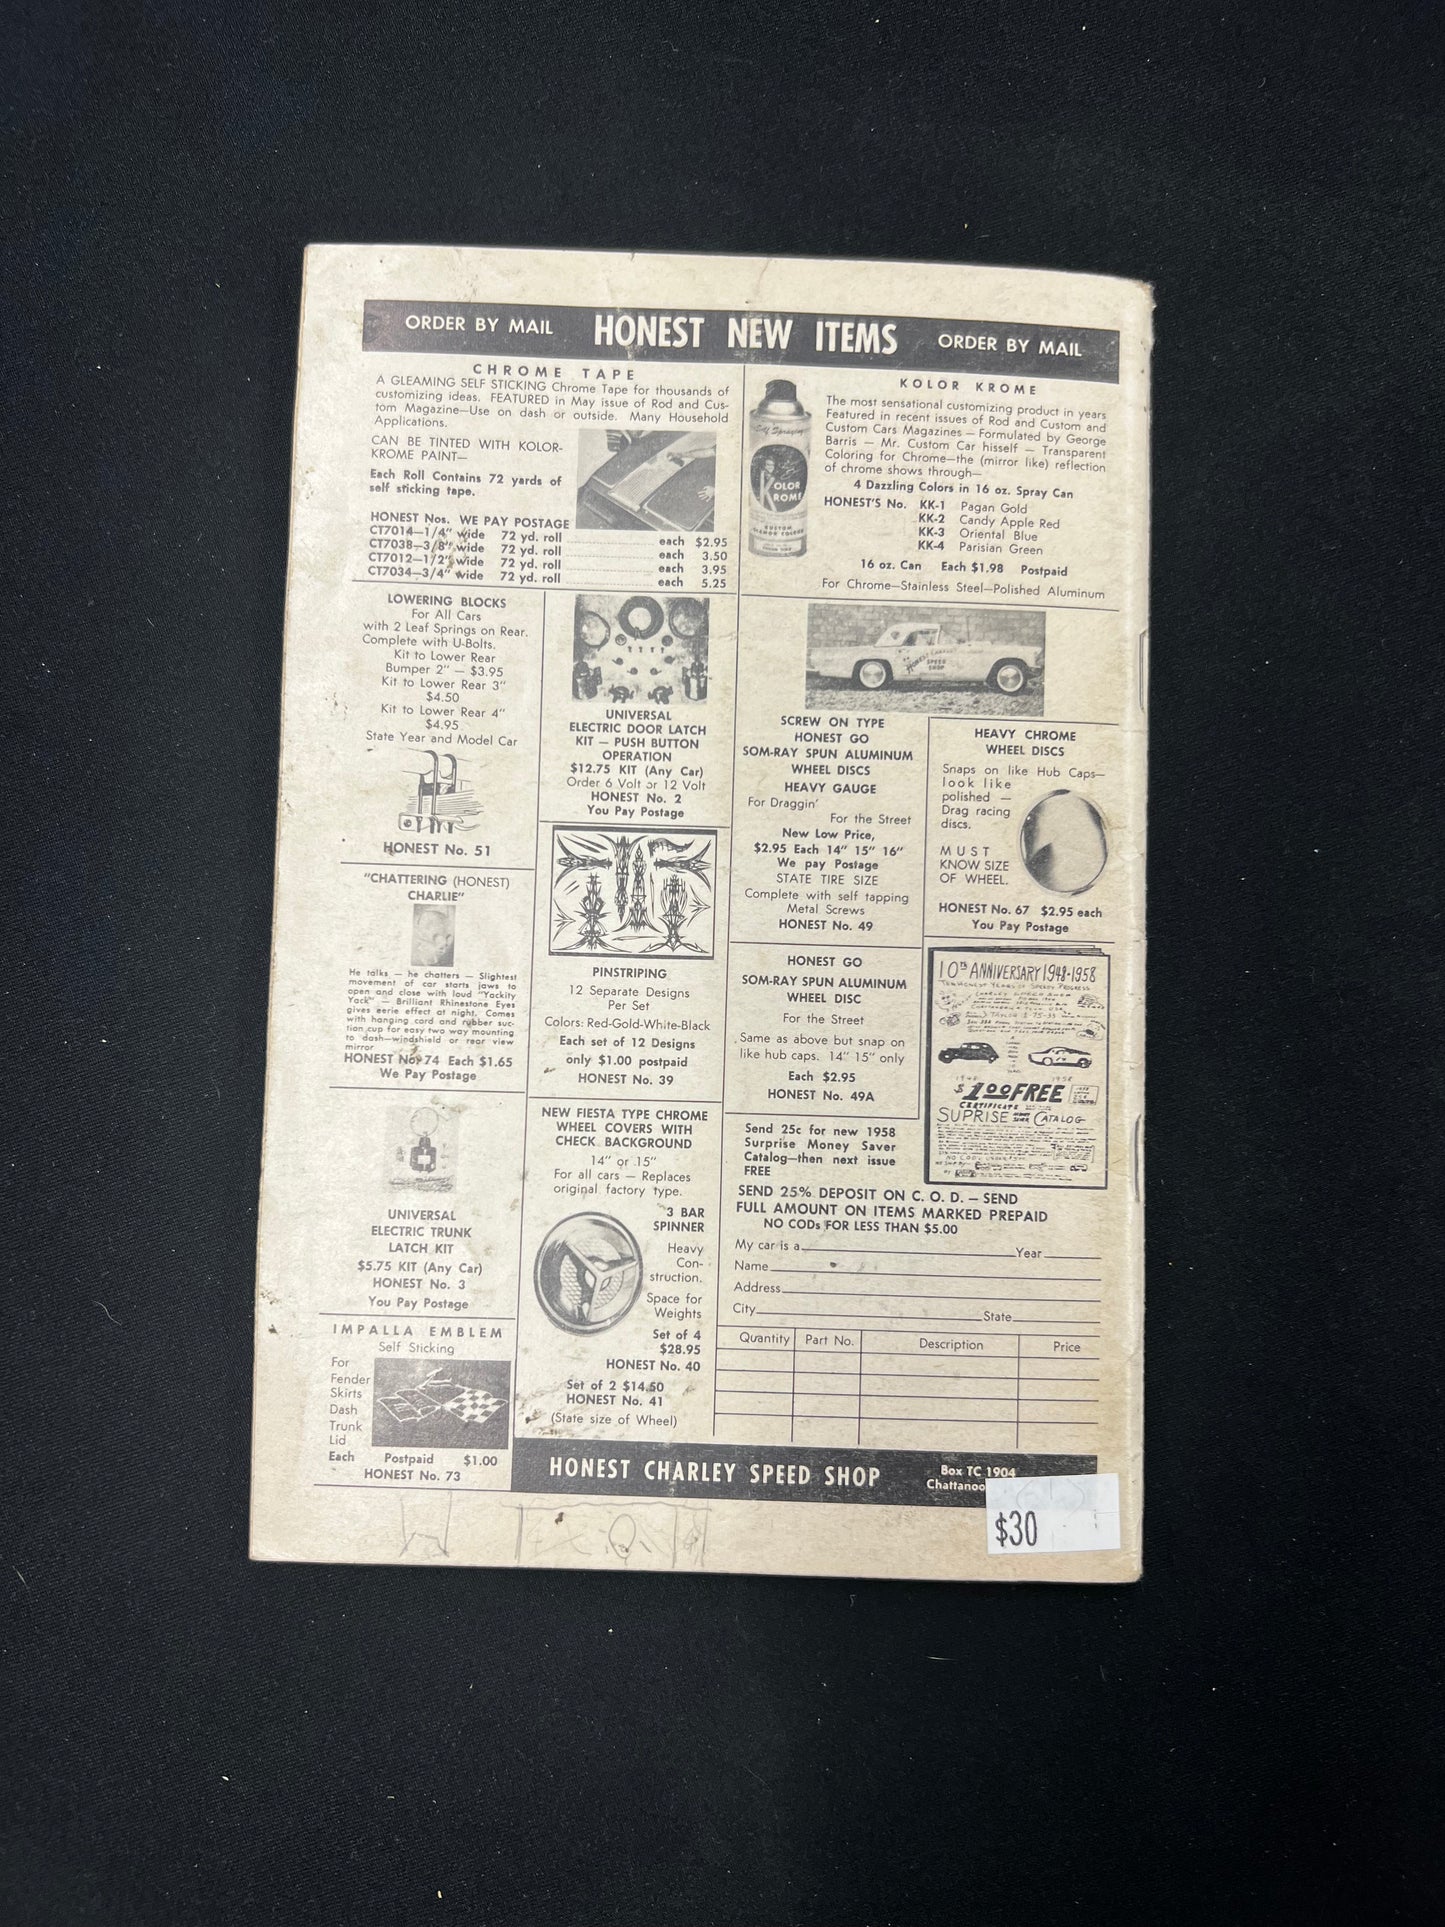 ORDER BY MAIL HONEST NEW ITEMS ORDER BY MAIL
CHROME TAPE
A GLEAMING SELF STICKING Chrome Tape for thousands of
customizing ideas. FEATURED in May issue of Rod and Cus-
tom Magazine—Use on dash or outside. Many Household
Applications.
CAN BE TINTED WITH KOLOR-
KROME PAINT—
Each Roll Contains 72 yards of
self sticking tape.
HONEST Nos. WE PAY POSTAGE
CT7014—1/4" wide 72 yd. roll each $2.95
CT7038—3/8" wide 72 yd. roll each 3.50
CT7012—1/2" wide 72 yd. roll each 3.95
CT7034—3/4" wide 72 yd. roll each 5.25
KOLOR KROME
The most sensational customizing product in years
Featured in recent issues of Rod and Custom and
Custom Cars Magazines — Formulated by George
Barris — Mr. Custom Car hisself — Transparent
Coloring for Chrome—the (mirror like) reflection
of chrome shows through—
4 Dazzling Colors in 16 oz. Spray Can
HONEST'S No. KK-1 Pagan Gold
KK-2 Candy Apple Red
KK-3 Oriental Blue
KK-4 Parisian Green
16 oz. Can Each $1.98 Postpaid
For Chrome—Stainless Steel—Polished Aluminum
Self Spraying
KOLOR
KROME
LOWERING BLOCKS
For All Cars
with 2 Leaf Springs on Rear.
Complete with U-Bolts.
Kit to Lower Rear
Bumper 2" — $3.95
Kit to Lower Rear 3"
$4.50
Kit to Lower Rear 4"
$4.95
State Year and Model Car
HONEST No. 51
"CHATTERING (HONEST)
CHARLIE"
He talks — he chatters — Slightest
movement of car starts jaws to
open and close with loud "Yackity
Yack" — Brilliant Rhinestone Eyes
gives eerie effect at night. Comes
with hanging cord and rubber suc-
tion cup for easy two way mounting
to dash—windshield or rear view
mirror
HONEST No. 74 Each $1.65
We Pay Postage
UNIVERSAL
ELECTRIC TRUNK
LATCH KIT
$5.75 KIT (Any Car)
HONEST No. 3
You Pay Postage
IMPALLA EMBLEM
Self Sticking
For
Fender
Skirts
Dash
Trunk
Lid
Each Postpaid $1.00
HONEST No. 73
UNIVERSAL
ELECTRIC DOOR LATCH
KIT — PUSH BUTTON
OPERATION
$12.75 KIT (Any Car)
Order 6 Volt or 12 Volt
HONEST No. 2
You Pay Postage
PINSTRIPING
12 Separate Designs
Per Set
Colors: Red-Gold-White-Black
Each set of 12 Designs
only $1.00 postpaid
HONEST No. 39
NEW FIESTA TYPE CHROME
WHEEL COVERS WITH
CHECK BACKGROUND
14" or 15"
For all cars — Replaces
original factory type.
3 BAR
SPINNER
Heavy
Con-
struction.
Space for
Weights
Set of 4
$28.95
HONEST No. 40
Set of 2 $14.50
HONEST No. 41
(State size of Wheel)
HONEST CHARLEY
SPEED
SHOP
SCREW ON TYPE
HONEST GO
SOM-RAY SPUN ALUMINUM
WHEEL DISCS
HEAVY GAUGE
For Draggin'
For the Street
New Low Price,
$2.95 Each 14" 15" 16"
We pay Postage
STATE TIRE SIZE
Complete with self tapping
Metal Screws
HONEST No. 49
HONEST GO
SOM-RAY SPUN ALUMINUM
WHEEL DISC
For the Street
Same as above but snap on
like hub caps. 14" 15" only
Each $2.95
HONEST No. 49A
HEAVY CHROME
WHEEL DISCS
Snaps on like Hub Caps—
look like
polished —
Drag racing
discs.
MUST
KNOW SIZE
OF WHEEL.
HONEST No. 67 $2.95 each
You Pay Postage
10TH ANNIVERSARY 1948-1958
1948 1958
$1.00 FREE
CERTIFICATE
SUPRISE CATALOG
Send 25c for new 1958
Surprise Money Saver
Catalog—then next issue
FREE
SEND 25% DEPOSIT ON C. O. D. — SEND
FULL AMOUNT ON ITEMS MARKED PREPAID
NO CODs FOR LESS THAN $5.00
My car is a Year
Name
Address
City State
Quantity Part No. Description Price
HONEST CHARLEY SPEED SHOP
Box TC 1904
$30